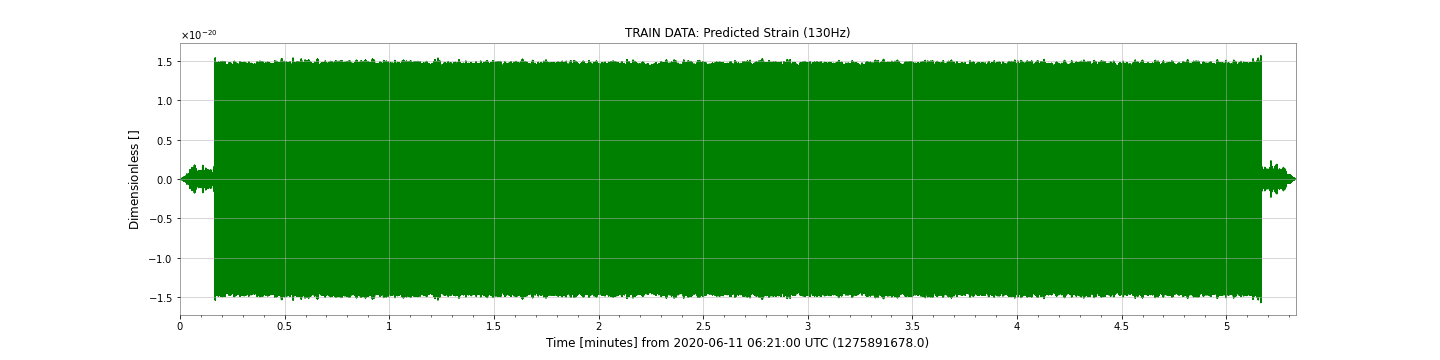 TRAIN DATA: Predicted Strain (130Hz)
×10⁻²⁰
1.5
1.0
0.5
0.0
−0.5
−1.0
−1.5
Dimensionless []
0 0.5 1 1.5 2 2.5 3 3.5 4 4.5 5
Time [minutes] from 2020-06-11 06:21:00 UTC (1275891678.0)